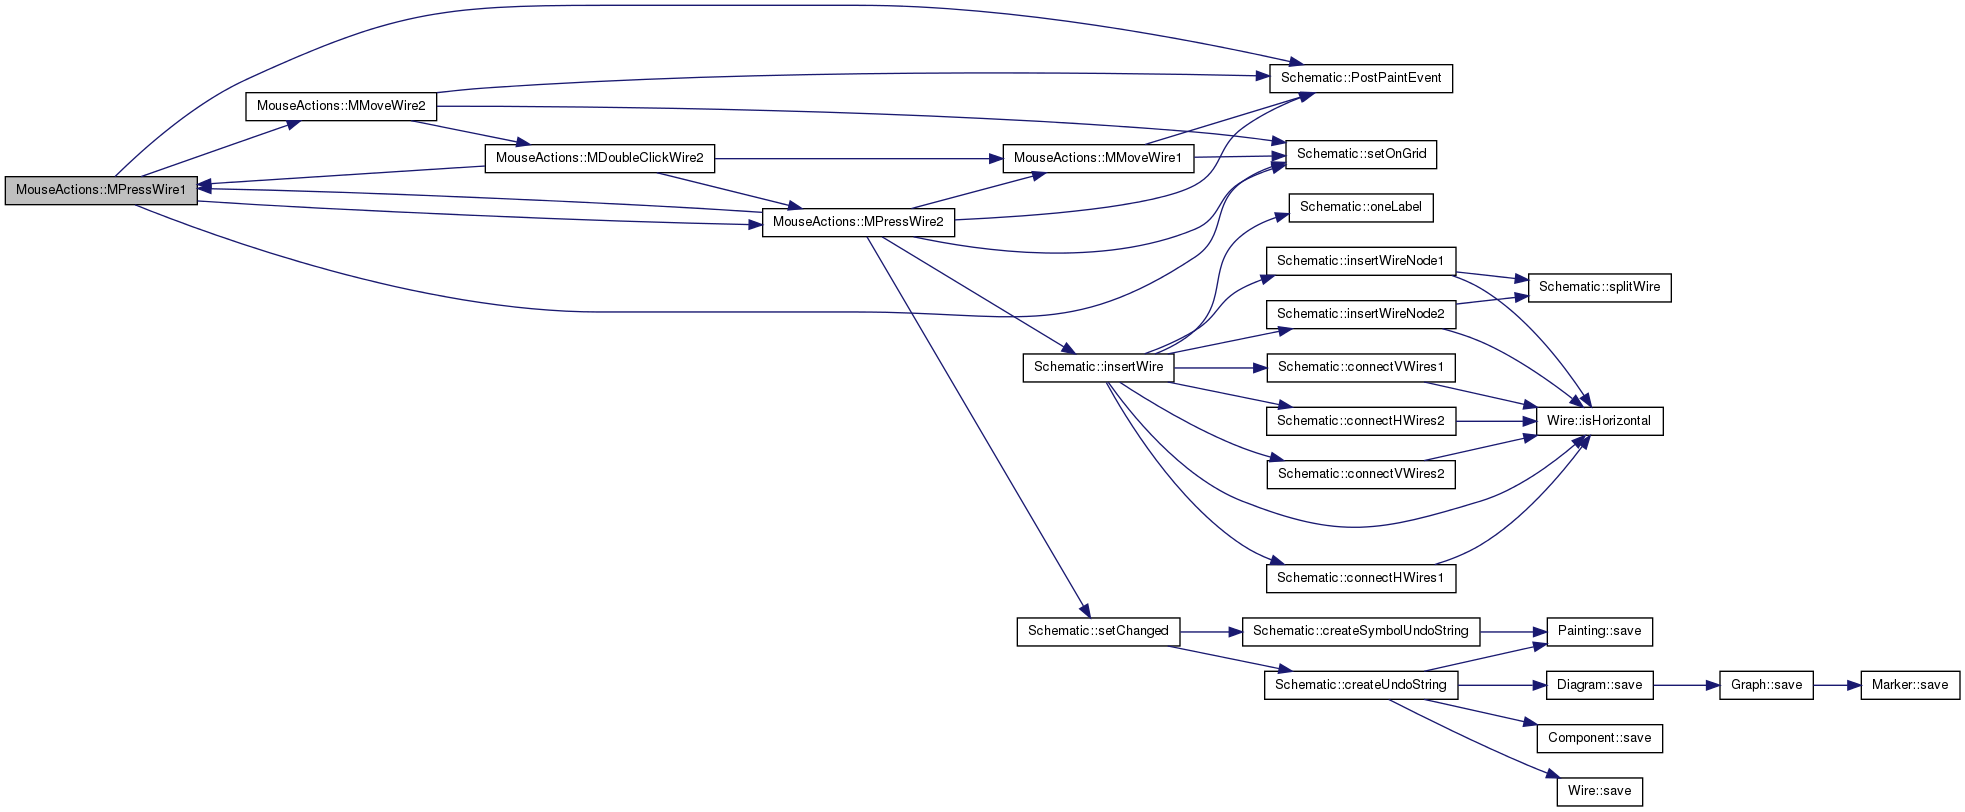 MouseActions::MPressWire1
MouseActions::MMoveWire2
MouseActions::MDoubleClickWire2
MouseActions::MPressWire2
MouseActions::MMoveWire1
Schematic::PostPaintEvent
Schematic::setOnGrid
Schematic::insertWire
Schematic::oneLabel
Schematic::insertWireNode1
Schematic::insertWireNode2
Schematic::connectVWires1
Schematic::connectHWires2
Schematic::connectVWires2
Schematic::connectHWires1
Schematic::splitWire
Wire::isHorizontal
Schematic::setChanged
Schematic::createSymbolUndoString
Schematic::createUndoString
Painting::save
Diagram::save
Graph::save
Marker::save
Component::save
Wire::save